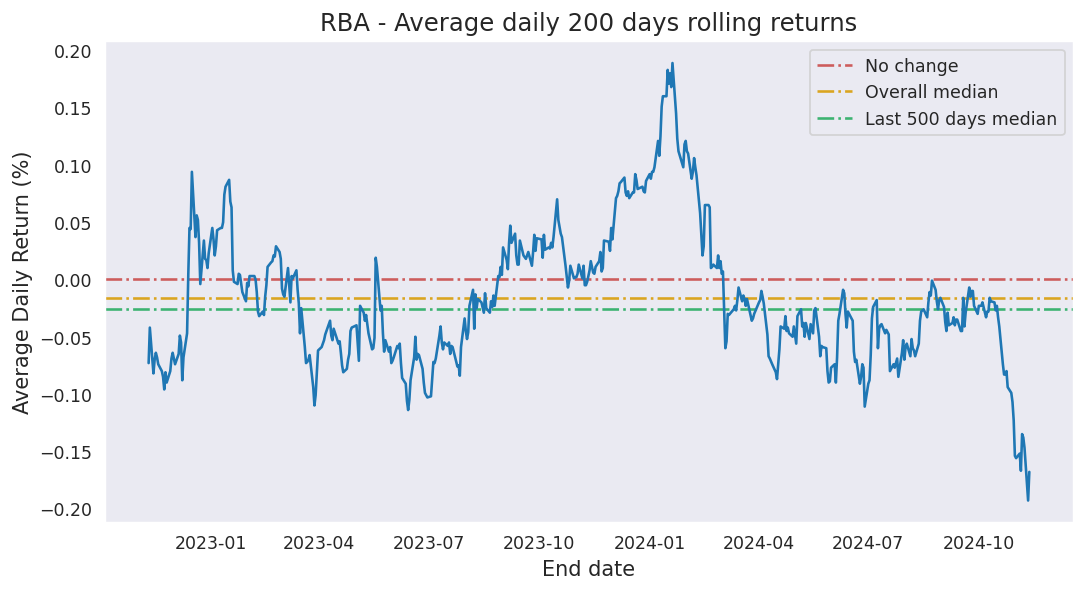 RBA - Average daily 200 days rolling returns
No change
Overall median
Last 500 days median
Average Daily Return (%)
0.20
0.15
0.10
0.05
0.00
−0.05
−0.10
−0.15
−0.20
2023-01 2023-04 2023-07 2023-10 2024-01 2024-04 2024-07 2024-10
End date